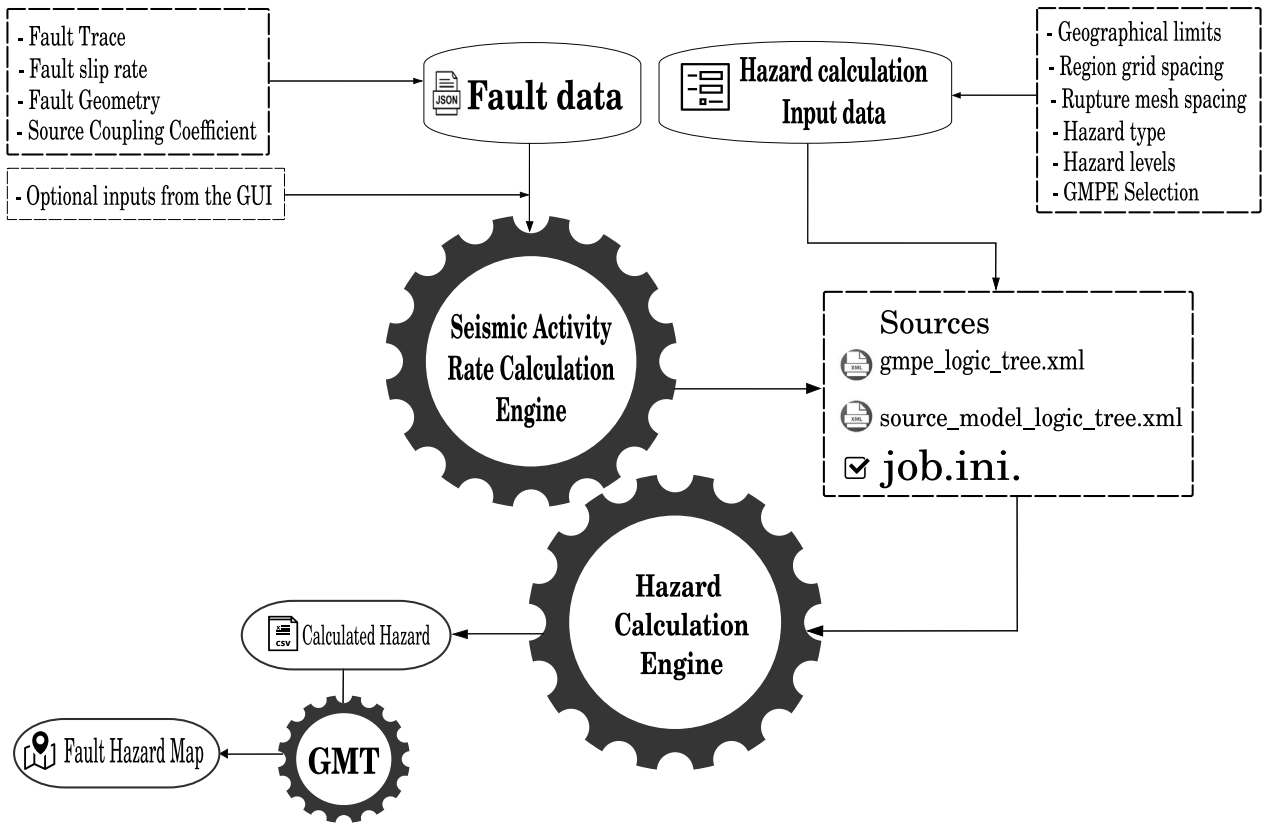 - Fault Trace
- Fault slip rate
- Fault Geometry
- Source Coupling Coefficient
- Optional inputs from the GUI
JSON
Fault data
Hazard calculation
Input data
- Geographical limits
- Region grid spacing
- Rupture mesh spacing
- Hazard type
- Hazard levels
- GMPE Selection
Seismic Activity
Rate Calculation
Engine
Sources
XML
gmpe_logic_tree.xml
XML
source_model_logic_tree.xml
job.ini.
Hazard
Calculation
Engine
CSV
Calculated Hazard
GMT
Fault Hazard Map